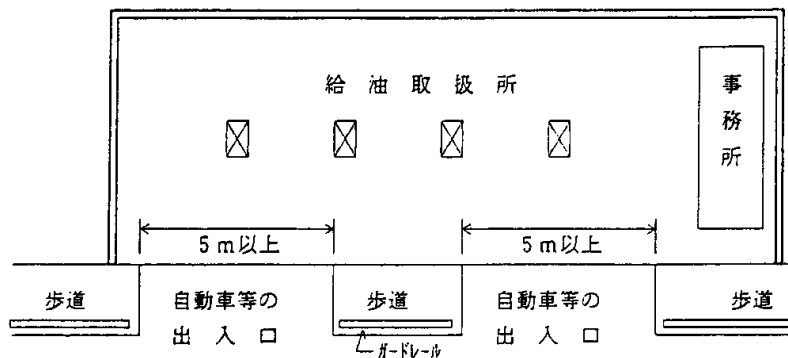 給油取扱所
事務所
5m以上
5m以上
歩道
自動車等の
出入口
歩道
自動車等の
出入口
歩道
ガードレール